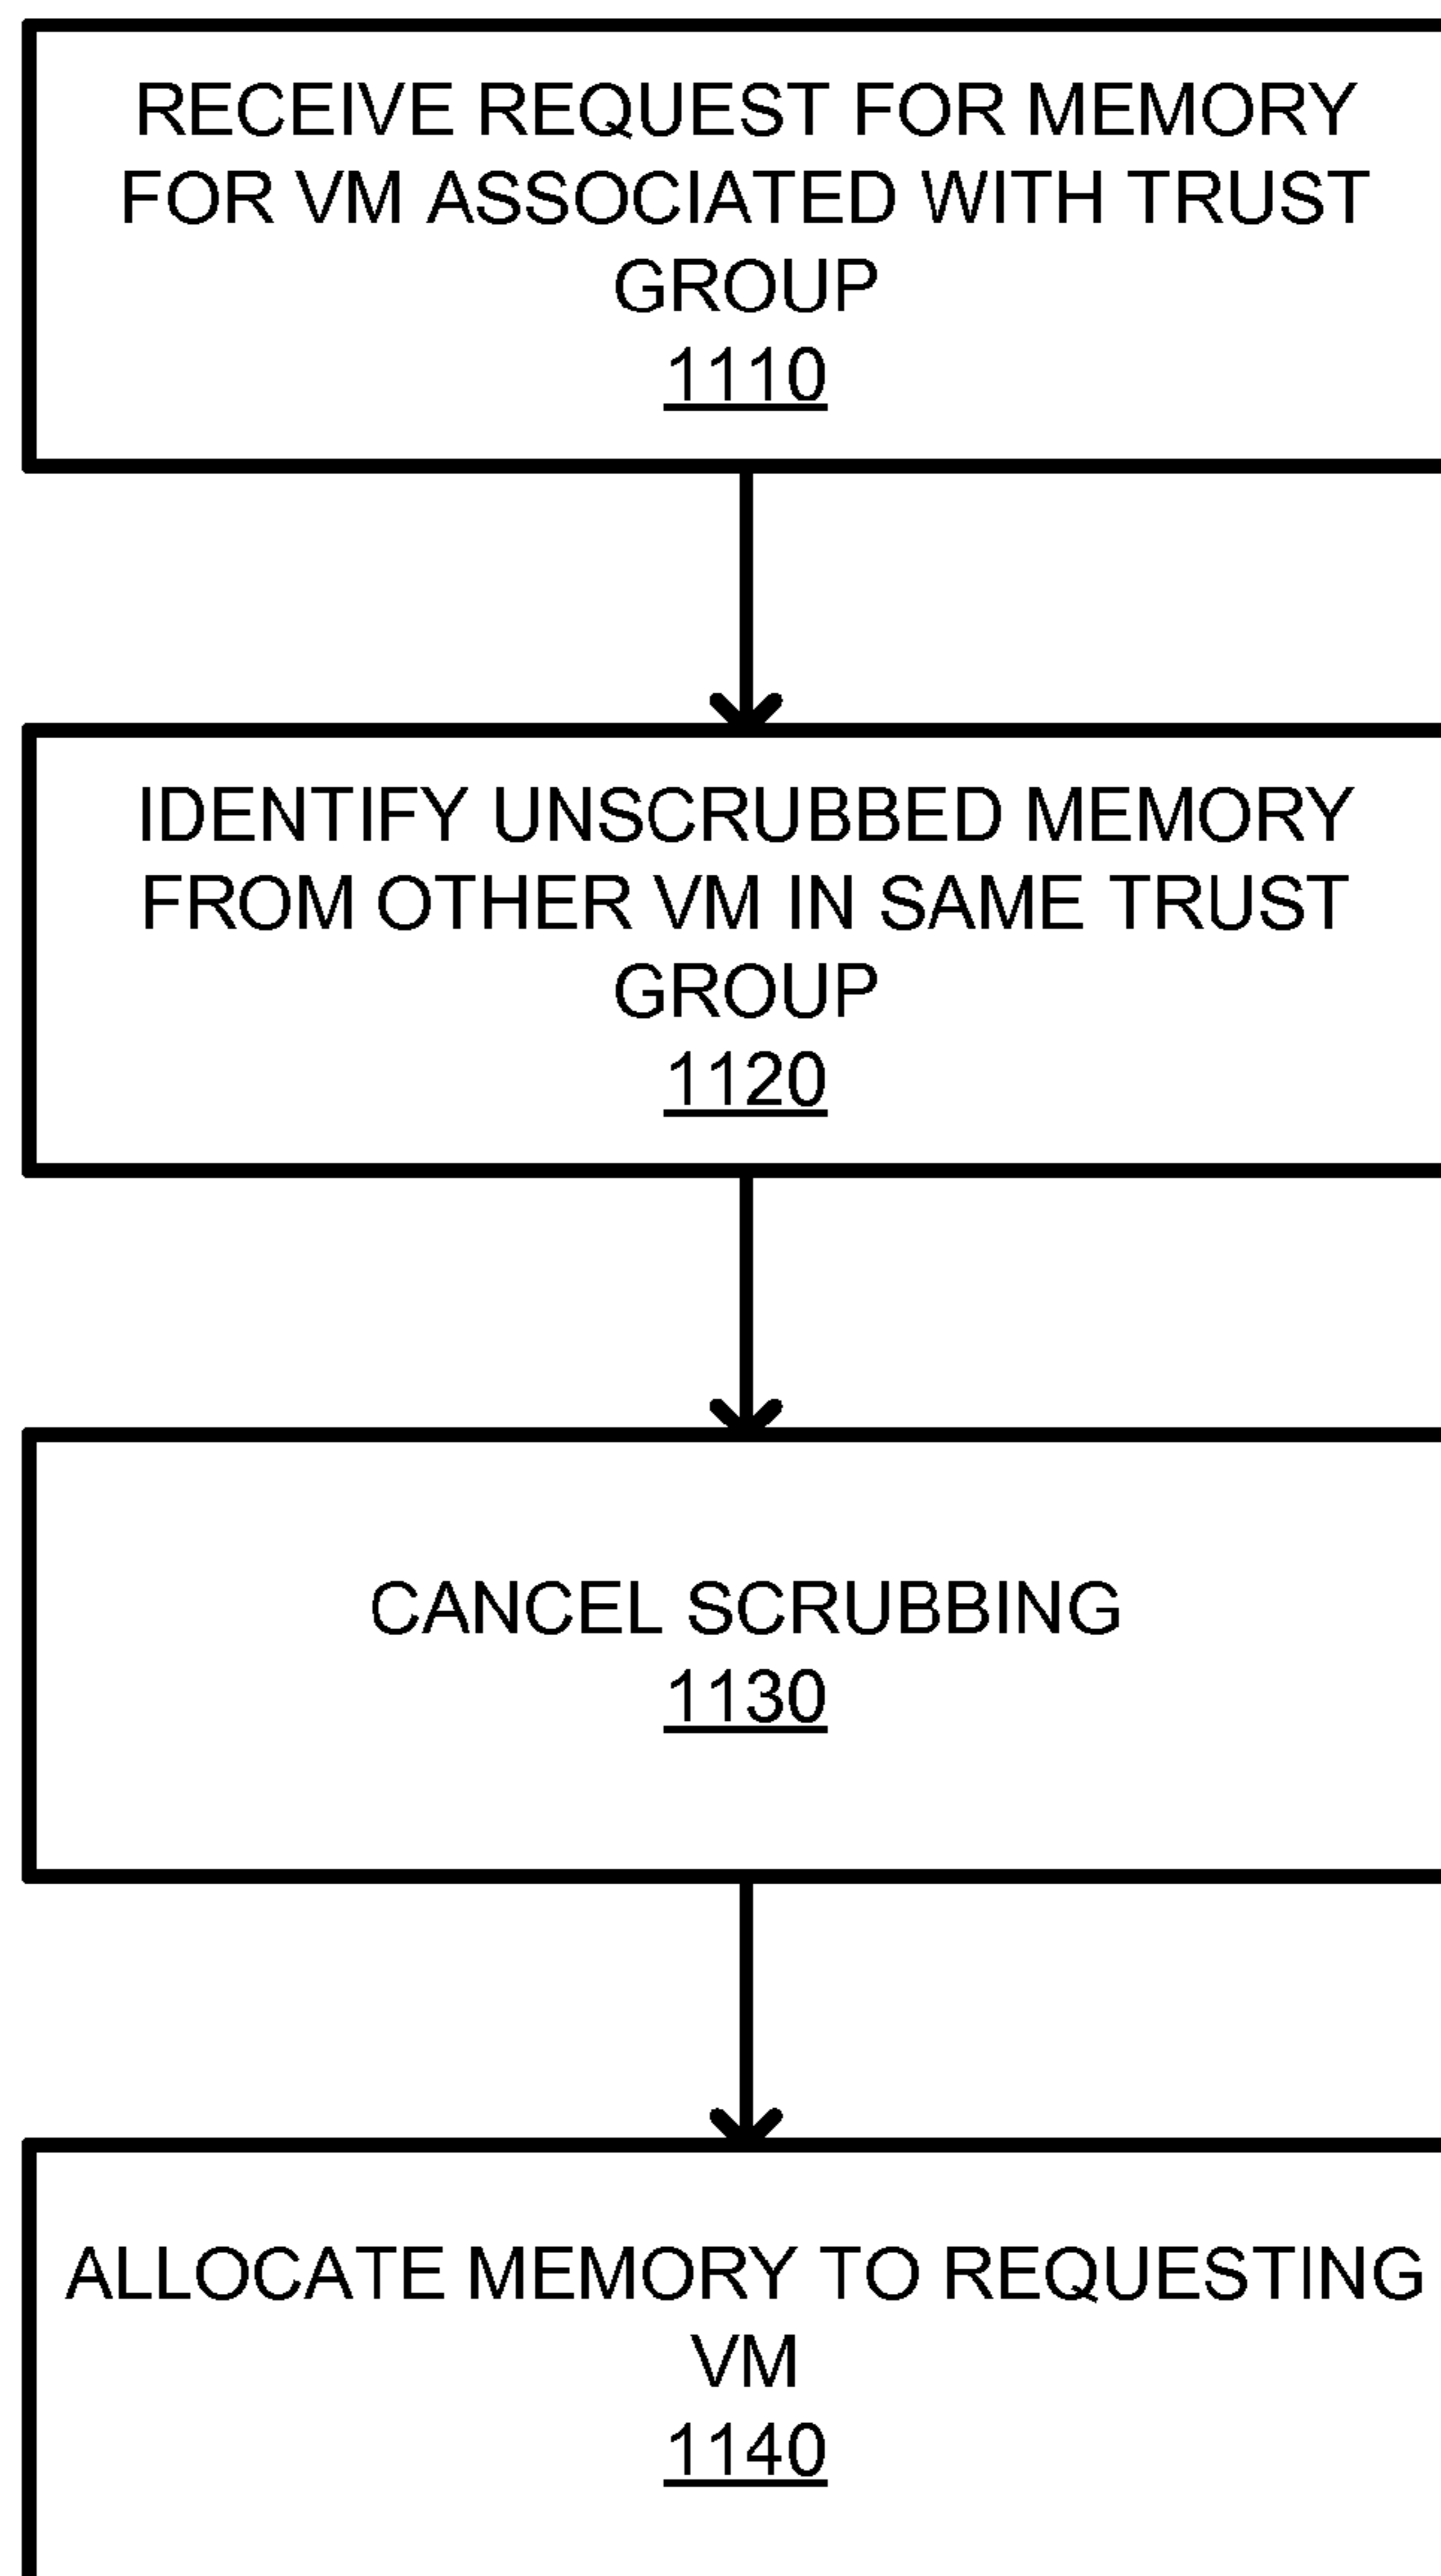 RECEIVE REQUEST FOR MEMORY
FOR VM ASSOCIATED WITH TRUST
GROUP
1110
IDENTIFY UNSCRUBBED MEMORY
FROM OTHER VM IN SAME TRUST
GROUP
1120
CANCEL SCRUBBING
1130
ALLOCATE MEMORY TO REQUESTING
VM
1140